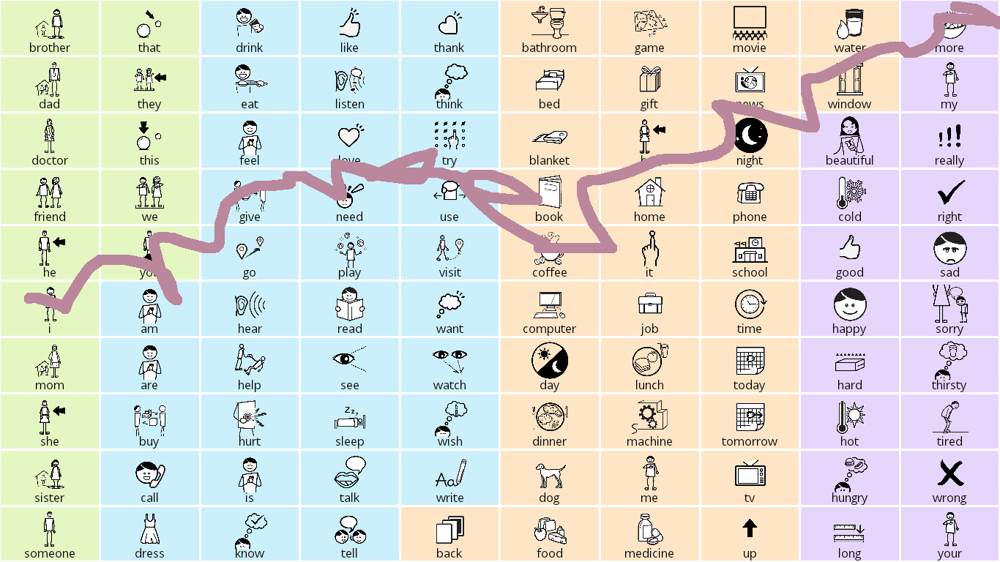 brother that drink like thank bathroom game movie water more
dad they eat listen think bed gift news window my
doctor this feel love try blanket night beautiful really
friend we give need use book home phone cold right
he you go play visit coffee it school good sad
i am hear read want computer job time happy sorry
mom are help see watch day lunch today hard thirsty
she buy hurt sleep wish dinner machine tomorrow hot tired
sister call is talk Aa write dog me tv hungry wrong
someone dress know tell back food medicine up long your